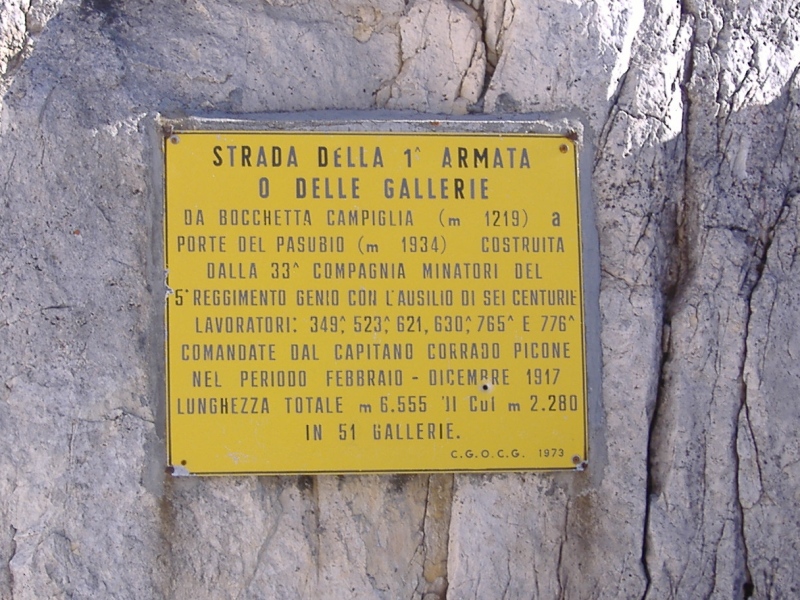 STRADA DELLA 1^ ARMATA
O DELLE GALLERIE
DA BOCCHETTA CAMPIGLIA (m 1219) a
PORTE DEL PASUBIO (m 1934) COSTRUITA
DALLA 33^ COMPAGNIA MINATORI DEL
5° REGGIMENTO GENIO CON L'AUSILIO DI SEI CENTURIE
LAVORATORI: 349^, 523^, 621, 630^, 765^ E 776^
COMANDATE DAL CAPITANO CORRADO PICONE
NEL PERIODO FEBBRAIO - DICEMBRE 1917
LUNGHEZZA TOTALE m 6.555 'JI CUI m 2.280
IN 51 GALLERIE.
C.G.O.C.G. 1973